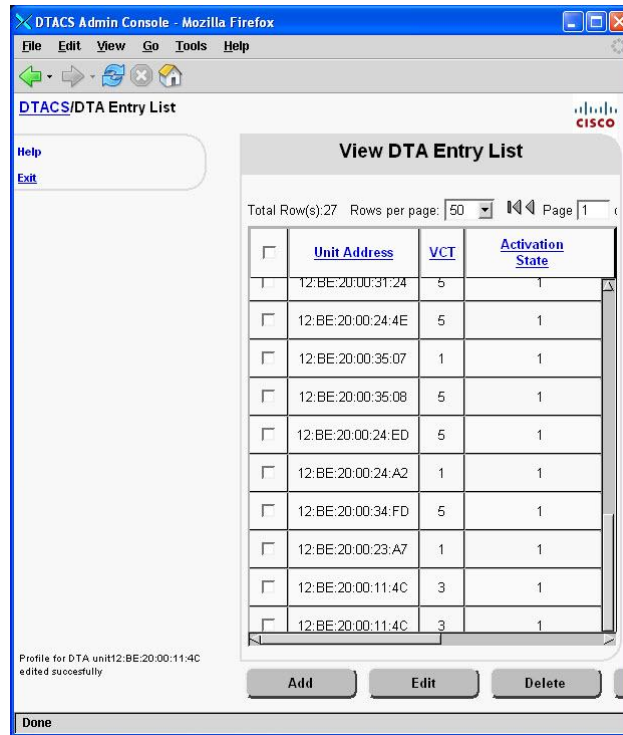 DTACS Admin Console - Mozilla Firefox
File Edit View Go Tools Help
DTACS/DTA Entry List
CISCO
Help
Exit
View DTA Entry List
Total Row(s):27 Rows per page: 50 Page 1
Unit Address VCT Activation State
12:BE:20:00:31:24 5 1
12:BE:20:00:24:4E 5 1
12:BE:20:00:35:07 1 1
12:BE:20:00:35:08 5 1
12:BE:20:00:24:ED 5 1
12:BE:20:00:24:A2 1 1
12:BE:20:00:34:FD 5 1
12:BE:20:00:23:A7 1 1
12:BE:20:00:11:4C 3 1
12:BE:20:00:11:4C 3 1
Profile for DTA unit12:BE:20:00:11:4C
edited succesfully
Add Edit Delete
Done